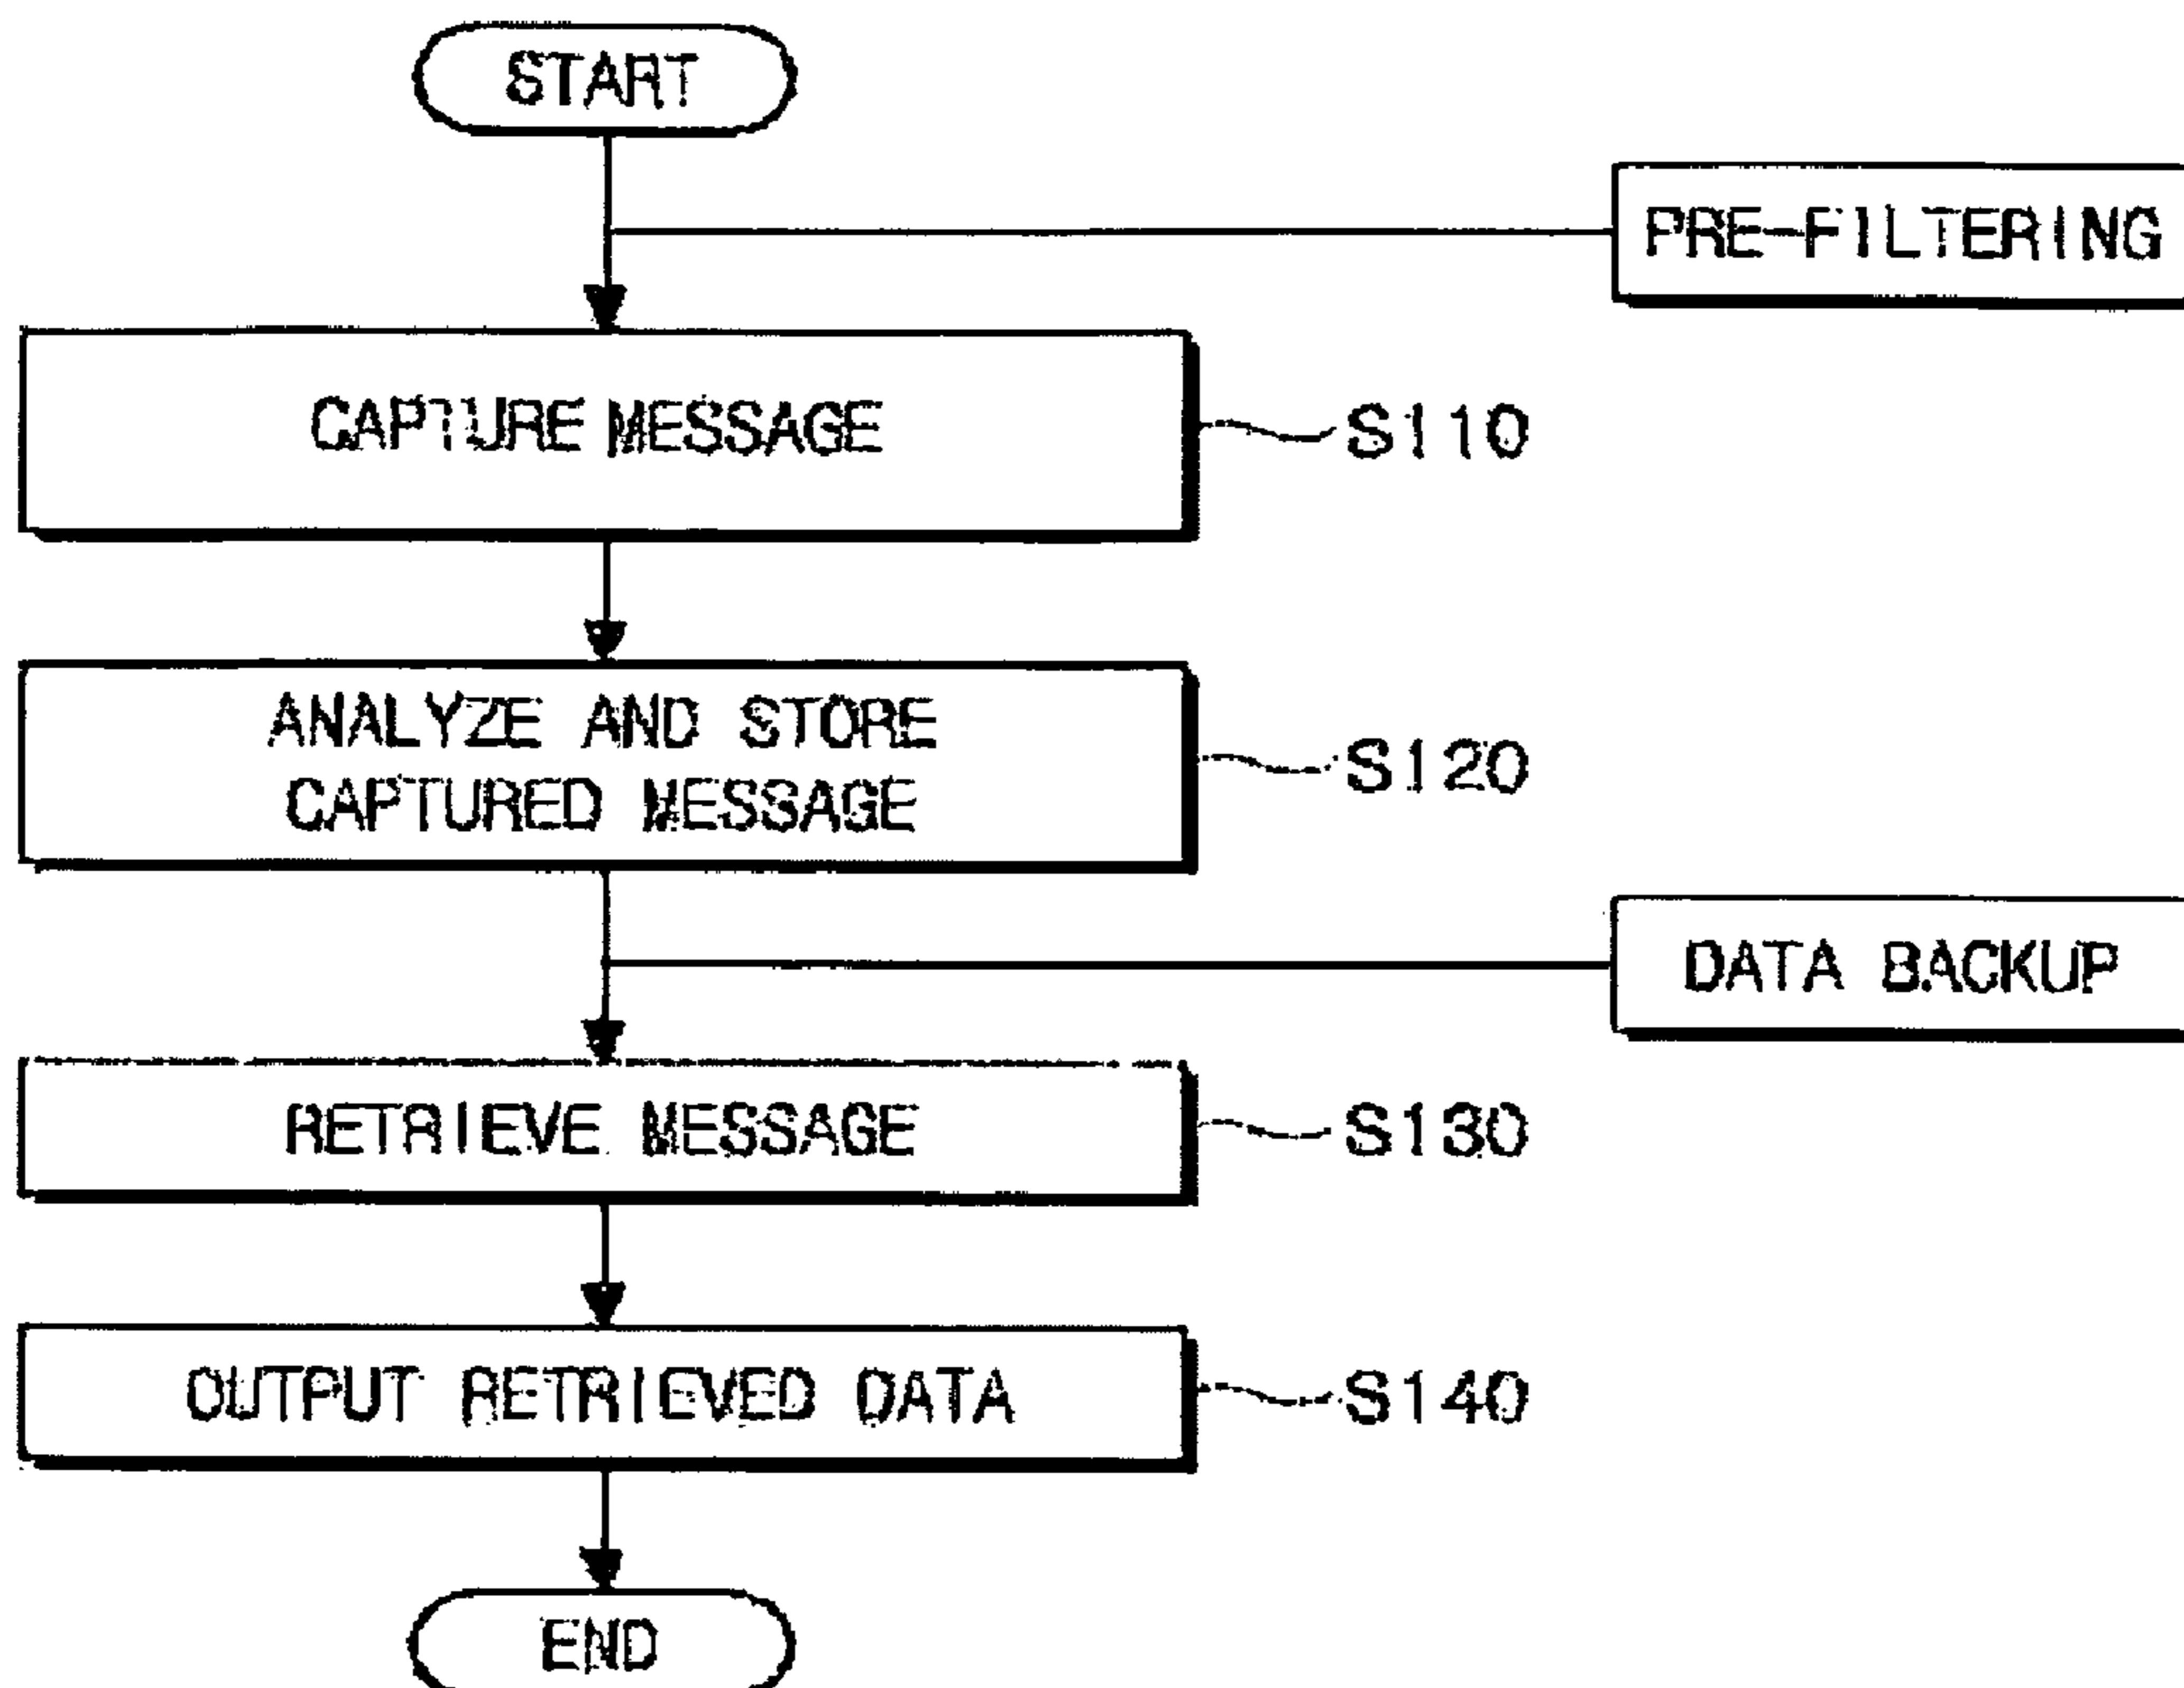 START
PRE-FILTERING
CAPTURE MESSAGE
S110
ANALYZE AND STORE
CAPTURED MESSAGE
S120
DATA BACKUP
RETRIEVE MESSAGE
S130
OUTPUT RETRIEVED DATA
S140
END